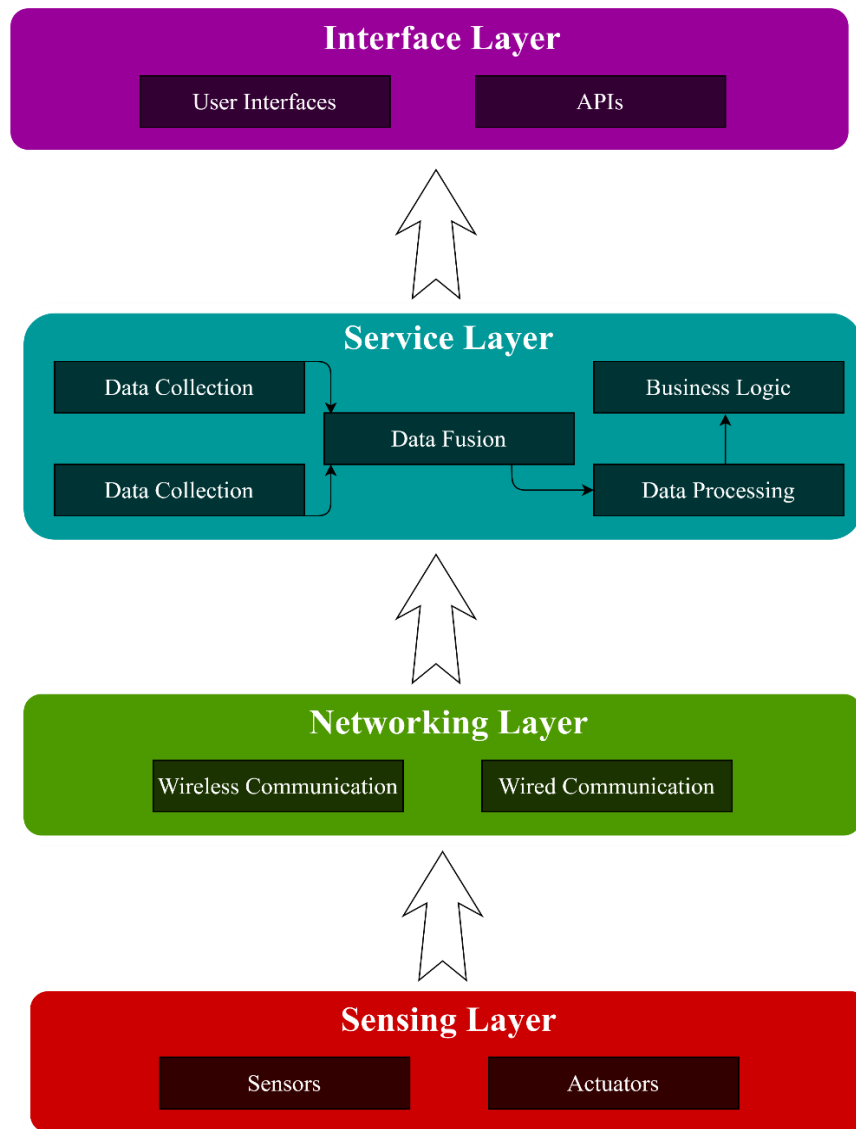 Interface Layer
User Interfaces
APIs
Service Layer
Data Collection
Business Logic
Data Fusion
Data Collection
Data Processing
Networking Layer
Wireless Communication
Wired Communication
Sensing Layer
Sensors
Actuators